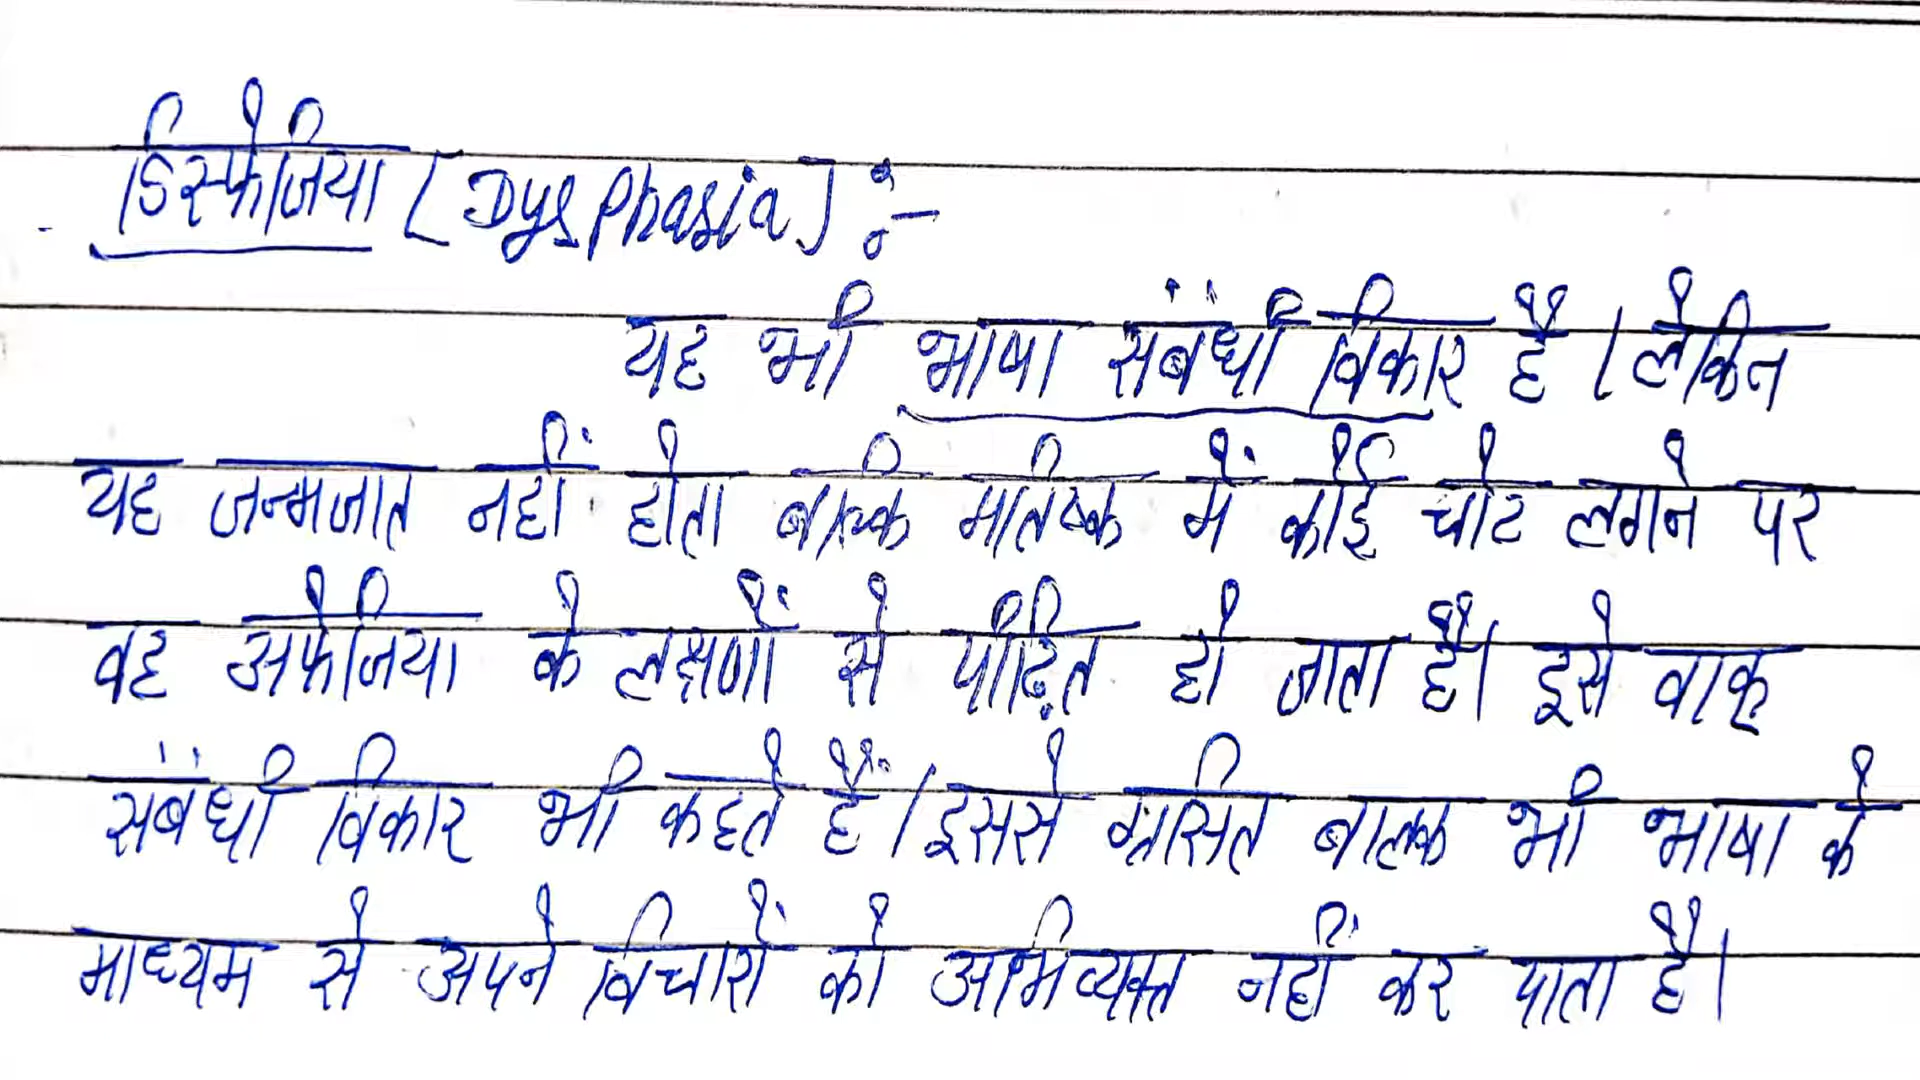 डिस्फेजिया [Dysphasia] :-
यह भी भाषा संबंधी विकार है । लेकिन
यह जन्मजात नहीं होता बल्कि मतिष्क में कोई चोट लगने पर
वह अफेजिया के लक्षणों से पीढ़ित हो जाता है। इसे वाक्
संबंधी विकार भी कहते हैं । इससे ग्रसित बालक भी भाषा के
माध्यम से अपने विचारों को अभिव्यक्त नहीं कर पाता है।